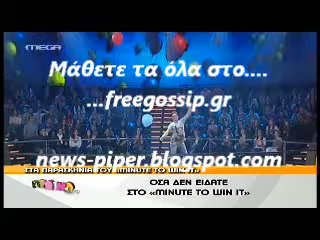 MEGA
Μάθετε τα όλα στο....
...freegossip.gr
news-piper.blogspot.com
ΣΤΑ ΠΑΡΑΣΚΗΝΙΑ ΤΟΥ «MINUTE TO WIN IT»
ΟΣΑ ΔΕΝ ΕΙΔΑΤΕ
ΣΤΟ «MINUTE TO WIN IT»